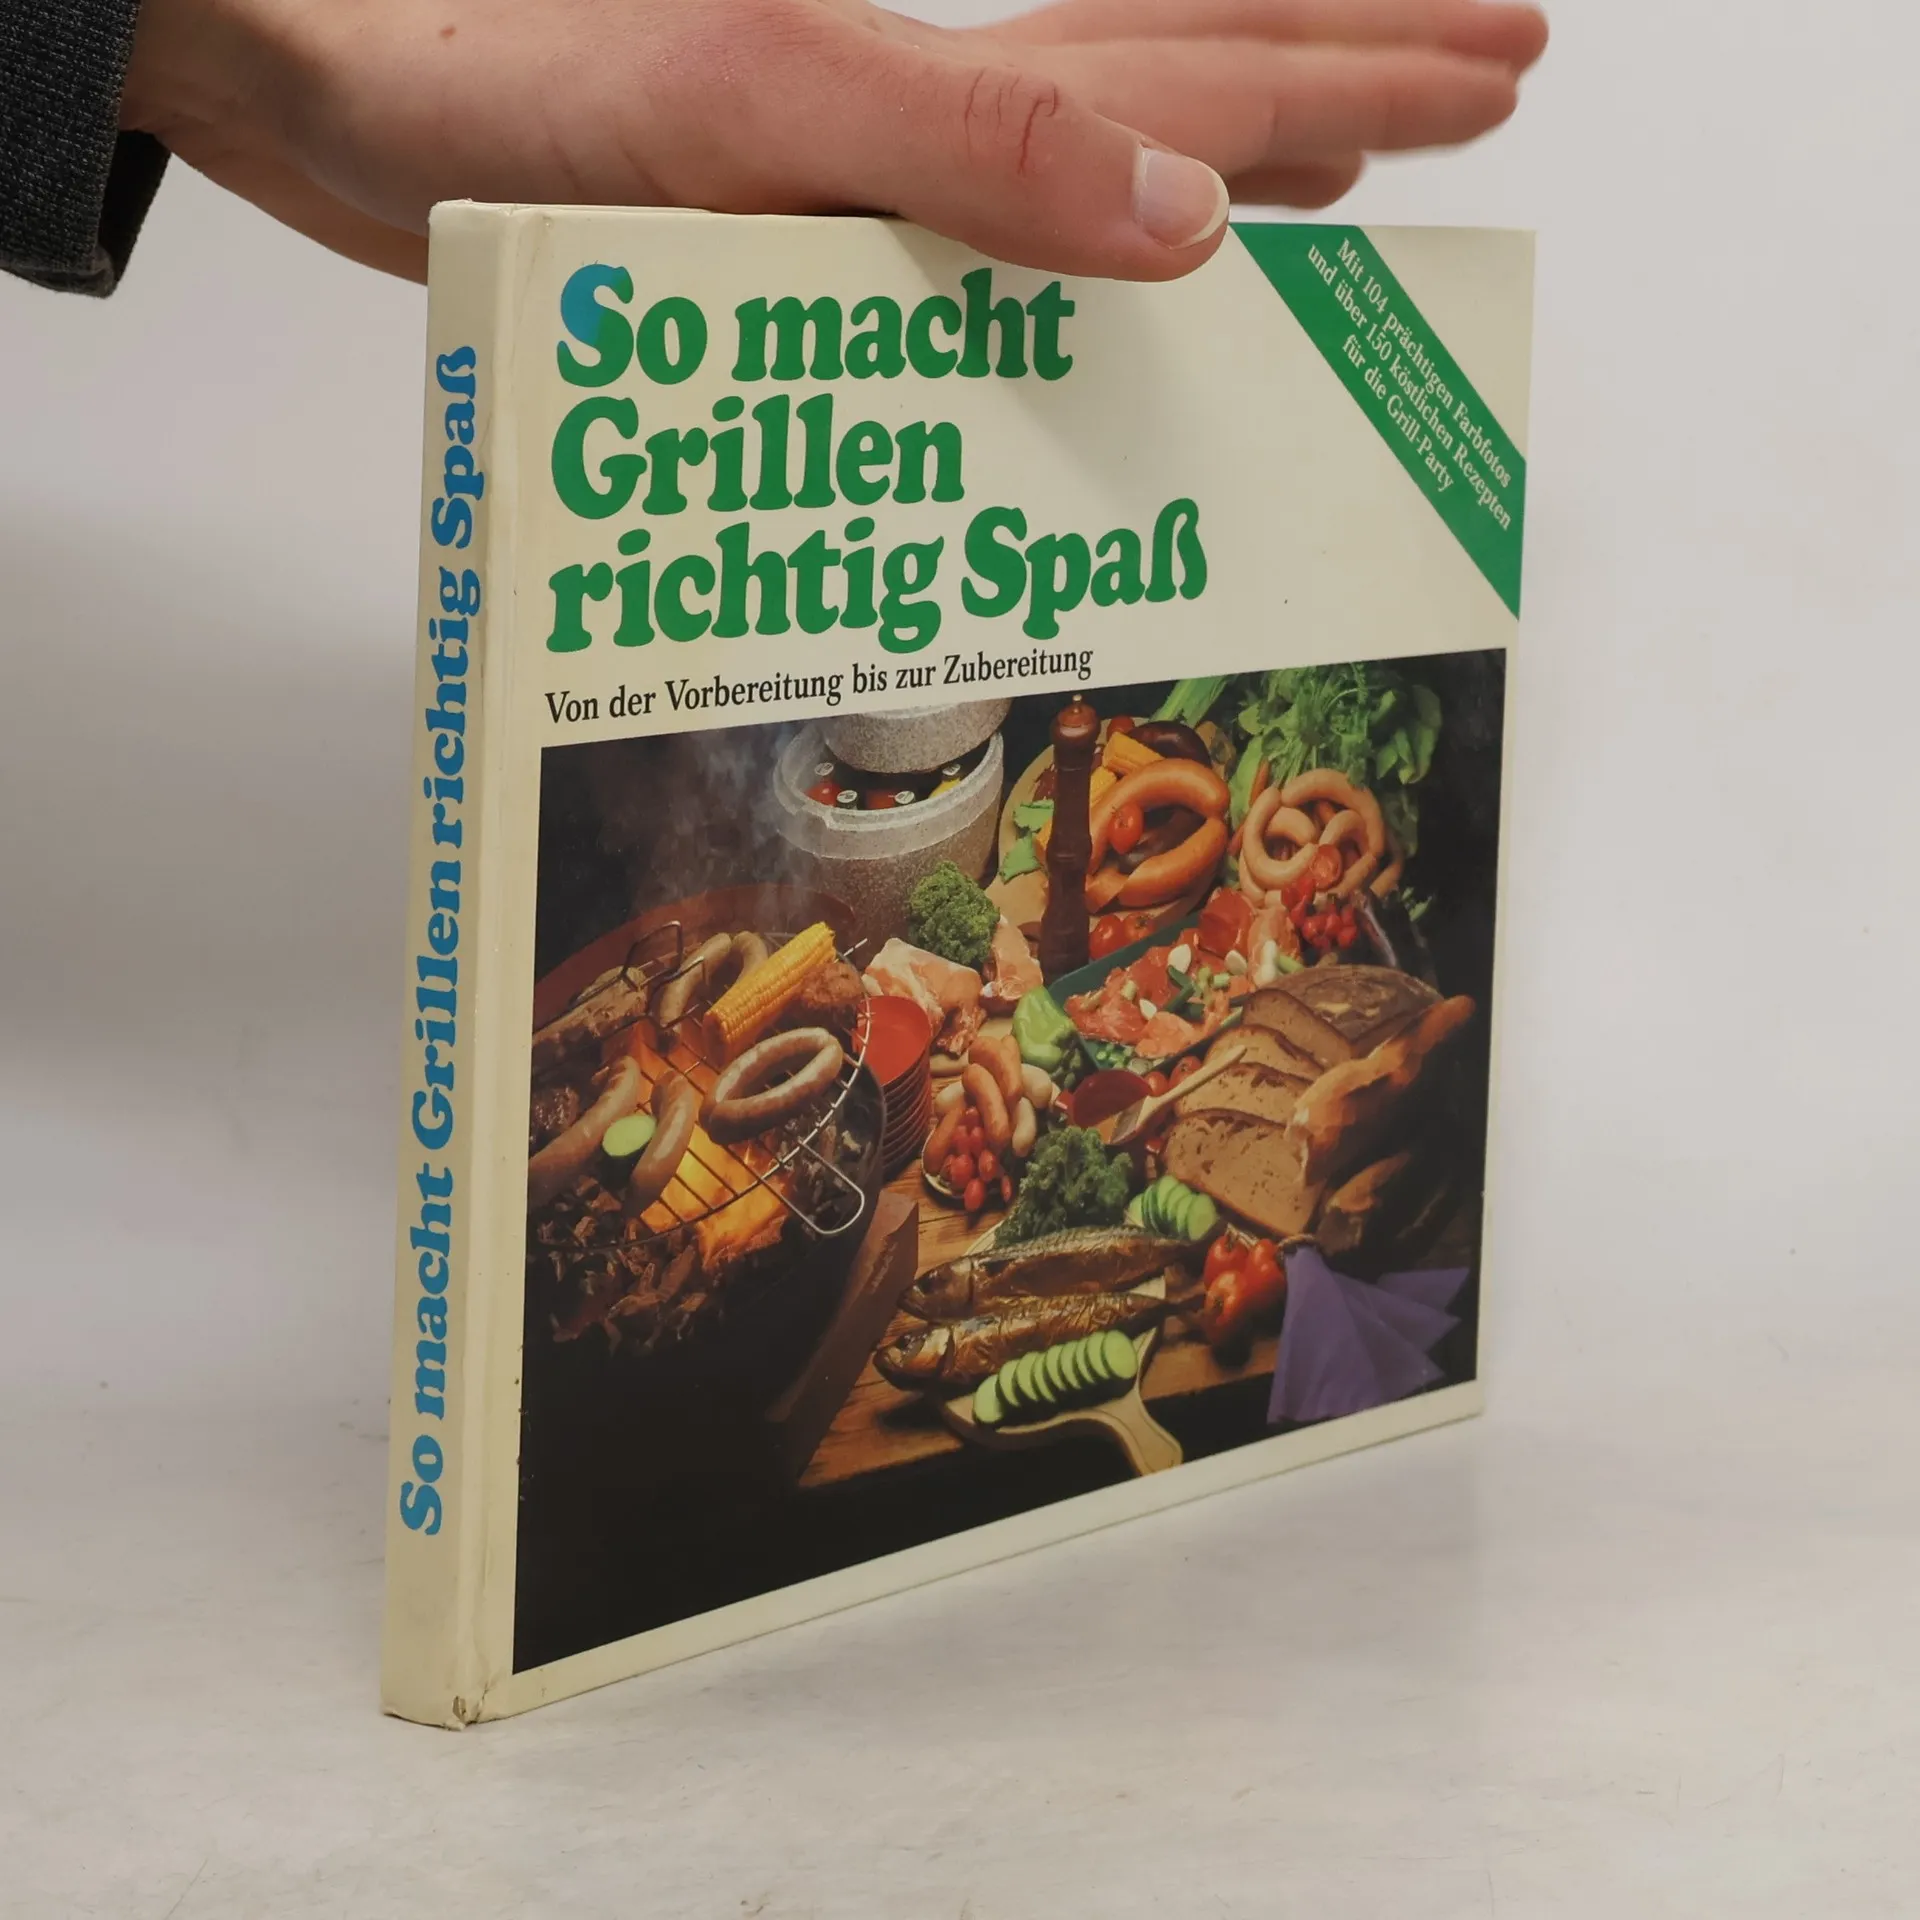 So macht
Grillen
richtig Spaß
Von der Vorbereitung bis zur Zubereitung
Mit 104 prächtigen Farbfotos
und über 150 köstlichen Rezepten
für die Grill-Party
So macht Grillen richtig Spaß